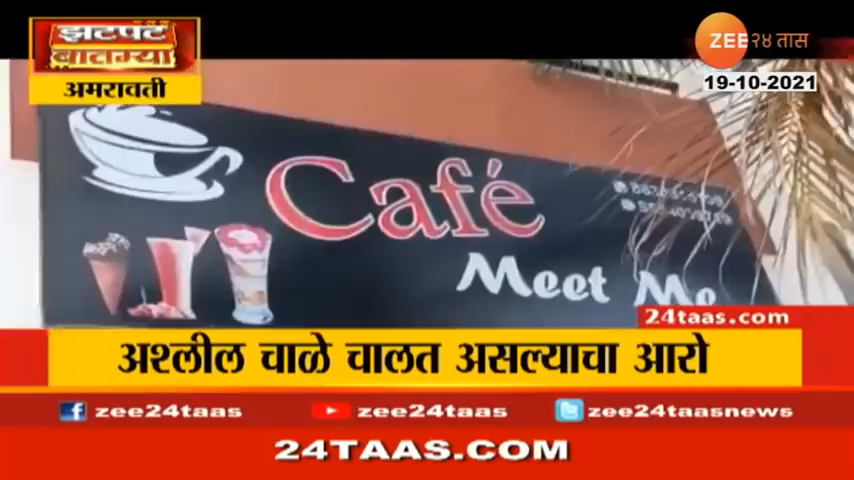 झटपट
बातम्या
अमरावती
ZEE २४ तास
19-10-2021
Café
Meet Me
24taas.com
अश्लील चाळे चालत असल्याचा आरो
zee24taas
zee24taas
zee24taasnews
24TAAS.COM